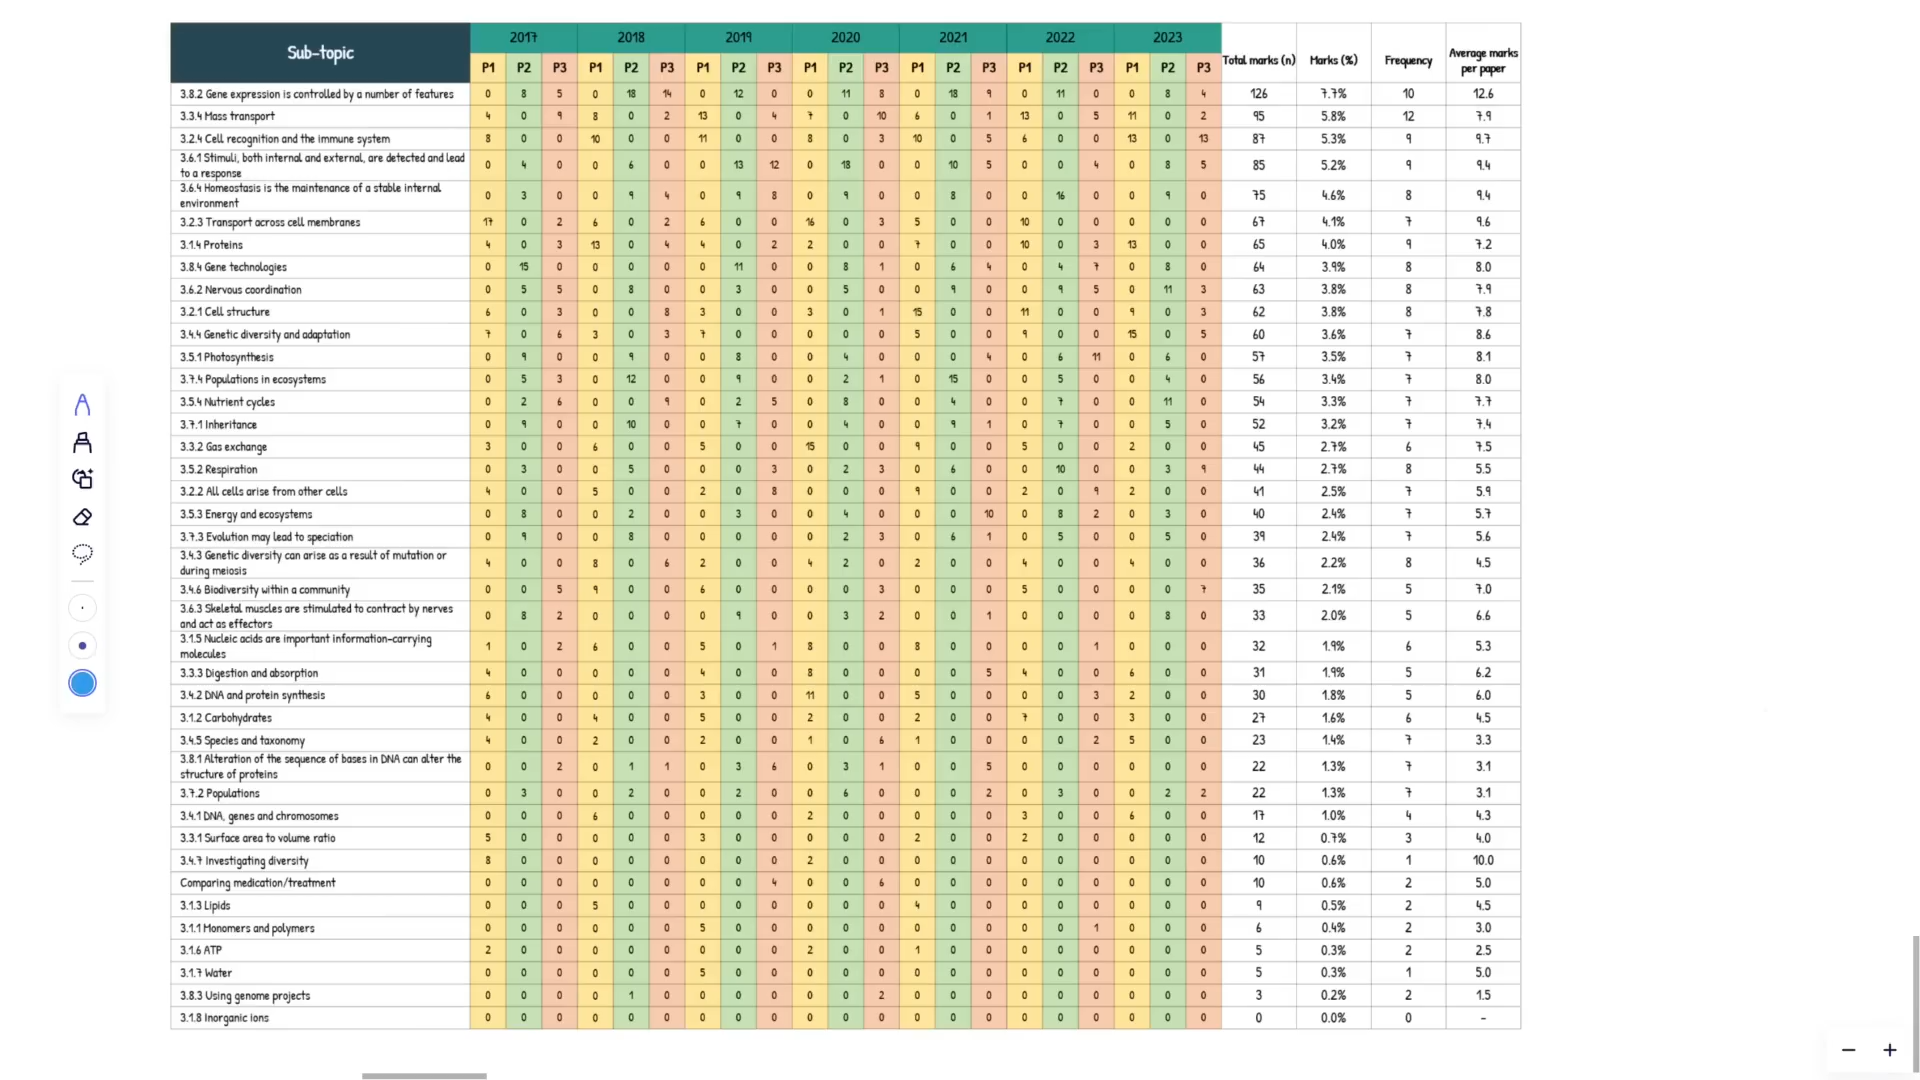 Sub-topic 2017 2018 2019 2020 2021 2022 2023 Total marks (n) Marks (%) Frequency Average marks per paper
P1 P2 P3 P1 P2 P3 P1 P2 P3 P1 P2 P3 P1 P2 P3 P1 P2 P3 P1 P2 P3
3.8.2 Gene expression is controlled by a number of features 0 8 5 0 18 14 0 12 0 0 11 8 0 18 9 0 11 0 0 8 4 126 7.7% 10 12.6
3.3.4 Mass transport 4 0 9 8 0 2 13 0 4 7 0 10 6 0 1 13 0 5 11 0 2 95 5.8% 12 7.9
3.2.4 Cell recognition and the immune system 8 0 0 10 0 0 11 0 0 8 0 3 10 0 5 6 0 0 13 0 13 87 5.3% 9 9.7
3.6.1 Stimuli, both internal and external, are detected and lead
to a response 0 4 0 0 6 0 0 13 12 0 18 0 0 10 5 0 0 4 0 8 5 85 5.2% 9 9.4
3.6.4 Homeostasis is the maintenance of a stable internal
environment 0 3 0 0 9 4 0 9 8 0 9 0 0 8 0 0 16 0 0 9 0 75 4.6% 8 9.4
3.2.3 Transport across cell membranes 17 0 2 6 0 2 6 0 0 16 0 3 5 0 0 10 0 0 0 0 0 67 4.1% 7 9.6
3.1.4 Proteins 4 0 3 13 0 4 4 0 2 2 0 0 7 0 0 10 0 3 13 0 0 65 4.0% 9 7.2
3.8.4 Gene technologies 0 15 0 0 0 0 0 11 0 0 8 1 0 6 4 0 4 7 0 8 0 64 3.9% 8 8.0
3.6.2 Nervous coordination 0 5 5 0 8 0 0 3 0 0 5 0 0 9 0 0 9 5 0 11 3 63 3.8% 8 7.9
3.2.1 Cell structure 6 0 3 0 0 8 3 0 0 3 0 1 15 0 0 11 0 0 9 0 3 62 3.8% 8 7.8
3.4.4 Genetic diversity and adaptation 7 0 6 3 0 3 7 0 0 0 0 0 5 0 0 9 0 0 15 0 5 60 3.6% 7 8.6
3.5.1 Photosynthesis 0 9 0 0 9 0 0 8 0 0 4 0 0 0 4 0 6 11 0 6 0 57 3.5% 7 8.1
3.7.4 Populations in ecosystems 0 5 3 0 12 0 0 9 0 0 2 1 0 15 0 0 5 0 0 4 0 56 3.4% 7 8.0
3.5.4 Nutrient cycles 0 2 6 0 0 9 0 2 5 0 8 0 0 4 0 0 7 0 0 11 0 54 3.3% 7 7.7
3.7.1 Inheritance 0 9 0 0 10 0 0 7 0 0 4 0 0 9 1 0 7 0 0 5 0 52 3.2% 7 7.4
3.3.2 Gas exchange 3 0 0 6 0 0 5 0 0 15 0 0 9 0 0 5 0 0 2 0 0 45 2.7% 6 7.5
3.5.2 Respiration 0 3 0 0 5 0 0 0 3 0 2 3 0 6 0 0 10 0 0 3 9 44 2.7% 8 5.5
3.2.2 All cells arise from other cells 4 0 0 5 0 0 2 0 8 0 0 0 9 0 0 2 0 9 2 0 0 41 2.5% 7 5.9
3.5.3 Energy and ecosystems 0 8 0 0 2 0 0 3 0 0 4 0 0 0 10 0 8 2 0 3 0 40 2.4% 7 5.7
3.7.3 Evolution may lead to speciation 0 9 0 0 8 0 0 0 0 0 2 3 0 6 1 0 5 0 0 5 0 39 2.4% 7 5.6
3.4.3 Genetic diversity can arise as a result of mutation or
during meiosis 4 0 0 8 0 6 2 0 0 4 2 0 2 0 0 4 0 0 4 0 0 36 2.2% 8 4.5
3.4.6 Biodiversity within a community 0 0 5 9 0 0 6 0 0 0 0 3 0 0 0 5 0 0 0 0 7 35 2.1% 5 7.0
3.6.3 Skeletal muscles are stimulated to contract by nerves
and act as effectors 0 8 2 0 0 0 0 9 0 0 3 2 0 0 1 0 0 0 0 8 0 33 2.0% 5 6.6
3.1.5 Nucleic acids are important information-carrying
molecules 1 0 2 6 0 0 5 0 1 8 0 0 8 0 0 0 0 1 0 0 0 32 1.9% 6 5.3
3.3.3 Digestion and absorption 4 0 0 0 0 0 4 0 0 8 0 0 0 0 5 4 0 0 6 0 0 31 1.9% 5 6.2
3.4.2 DNA and protein synthesis 6 0 0 0 0 0 3 0 0 11 0 0 5 0 0 0 0 3 2 0 0 30 1.8% 5 6.0
3.1.2 Carbohydrates 4 0 0 4 0 0 5 0 0 2 0 0 2 0 0 7 0 0 3 0 0 27 1.6% 6 4.5
3.4.5 Species and taxonomy 4 0 0 2 0 0 2 0 0 1 0 6 1 0 0 0 0 2 5 0 0 23 1.4% 7 3.3
3.8.1 Alteration of the sequence of bases in DNA can alter the
structure of proteins 0 0 2 0 1 1 0 3 6 0 3 1 0 0 5 0 0 0 0 0 0 22 1.3% 7 3.1
3.7.2 Populations 0 3 0 0 2 0 0 2 0 0 6 0 0 0 2 0 3 0 0 2 2 22 1.3% 7 3.1
3.4.1 DNA, genes and chromosomes 0 0 0 6 0 0 0 0 0 2 0 0 0 0 0 3 0 0 6 0 0 17 1.0% 4 4.3
3.3.1 Surface area to volume ratio 5 0 0 0 0 0 3 0 0 0 0 0 2 0 0 2 0 0 0 0 0 12 0.7% 3 4.0
3.4.7 Investigating diversity 8 0 0 0 0 0 0 0 0 2 0 0 0 0 0 0 0 0 0 0 0 10 0.6% 1 10.0
Comparing medication/treatment 0 0 0 0 0 0 0 0 4 0 0 6 0 0 0 0 0 0 0 0 0 10 0.6% 2 5.0
3.1.3 Lipids 0 0 0 5 0 0 0 0 0 0 0 0 4 0 0 0 0 0 0 0 0 9 0.5% 2 4.5
3.1.1 Monomers and polymers 0 0 0 0 0 0 5 0 0 0 0 0 0 0 0 0 0 1 0 0 0 6 0.4% 2 3.0
3.1.6 ATP 2 0 0 0 0 0 0 0 0 2 0 0 1 0 0 0 0 0 0 0 0 5 0.3% 2 2.5
3.1.7 Water 0 0 0 0 0 0 5 0 0 0 0 0 0 0 0 0 0 0 0 0 0 5 0.3% 1 5.0
3.8.3 Using genome projects 0 0 0 0 1 0 0 0 0 0 0 2 0 0 0 0 0 0 0 0 0 3 0.2% 2 1.5
3.1.8 Inorganic ions 0 0 0 0 0 0 0 0 0 0 0 0 0 0 0 0 0 0 0 0 0 0 0.0% 0 -